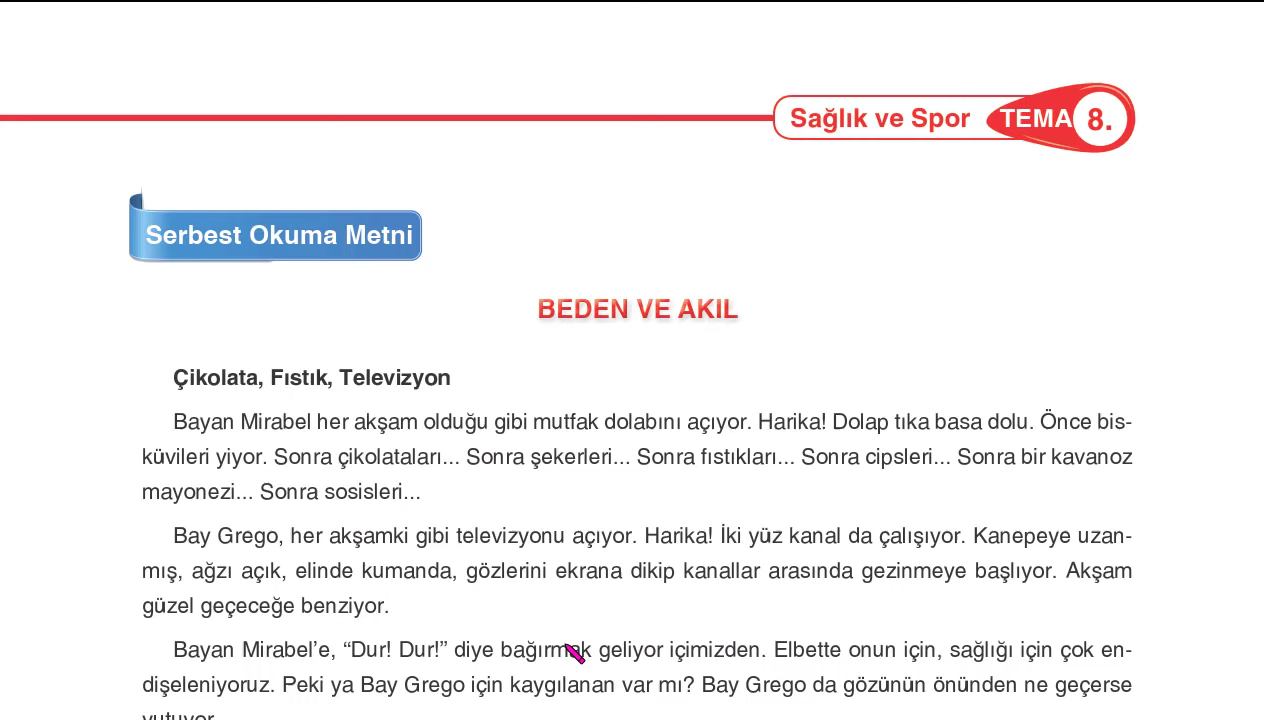 Sağlık ve Spor TEMA 8.
Serbest Okuma Metni
BEDEN VE AKIL
Çikolata, Fıstık, Televizyon
Bayan Mirabel her akşam olduğu gibi mutfak dolabını açıyor. Harika! Dolap tıka basa dolu. Önce bis-
küvileri yiyor. Sonra çikolataları... Sonra şekerleri... Sonra fıstıkları... Sonra cipsleri... Sonra bir kavanoz
mayonezi... Sonra sosisleri...
Bay Grego, her akşamki gibi televizyonu açıyor. Harika! İki yüz kanal da çalışıyor. Kanepeye uzan-
mış, ağzı açık, elinde kumanda, gözlerini ekrana dikip kanallar arasında gezinmeye başlıyor. Akşam
güzel geçeceğe benziyor.
Bayan Mirabel’e, “Dur! Dur!” diye bağırmak geliyor içimizden. Elbette onun için, sağlığı için çok en-
dişeleniyoruz. Peki ya Bay Grego için kaygılanan var mı? Bay Grego da gözünün önünden ne geçerse
yutuyor.